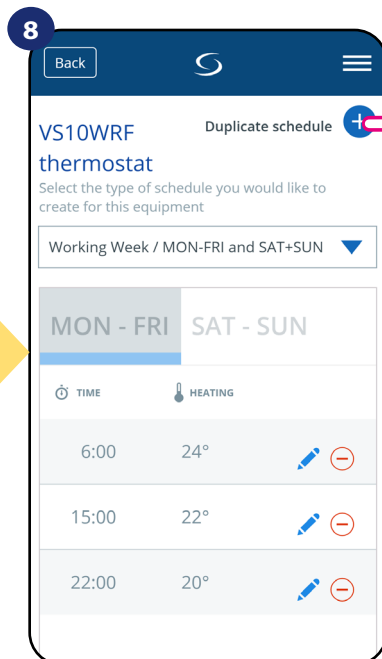 8
Back
VS10WRF
thermostat
Duplicate schedule
Select the type of schedule you would like to
create for this equipment
Working Week / MON-FRI and SAT+SUN
MON - FRI SAT - SUN
TIME HEATING
6:00 24°
15:00 22°
22:00 20°